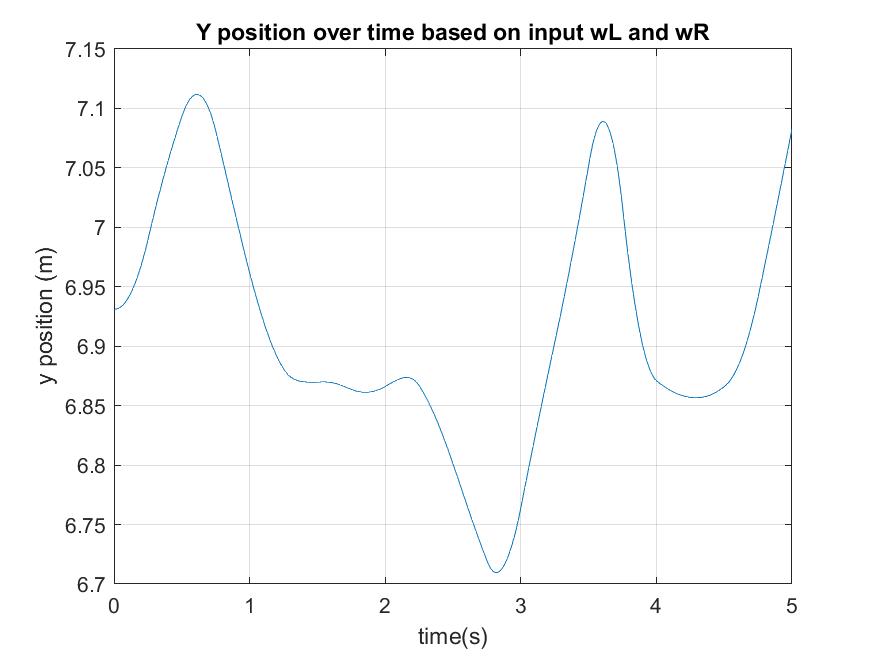 Y position over time based on input wL and wR
7.15
7.1
7.05
7
6.95
6.9
6.85
6.8
6.75
6.7
y position (m)
0 1 2 3 4 5
time(s)